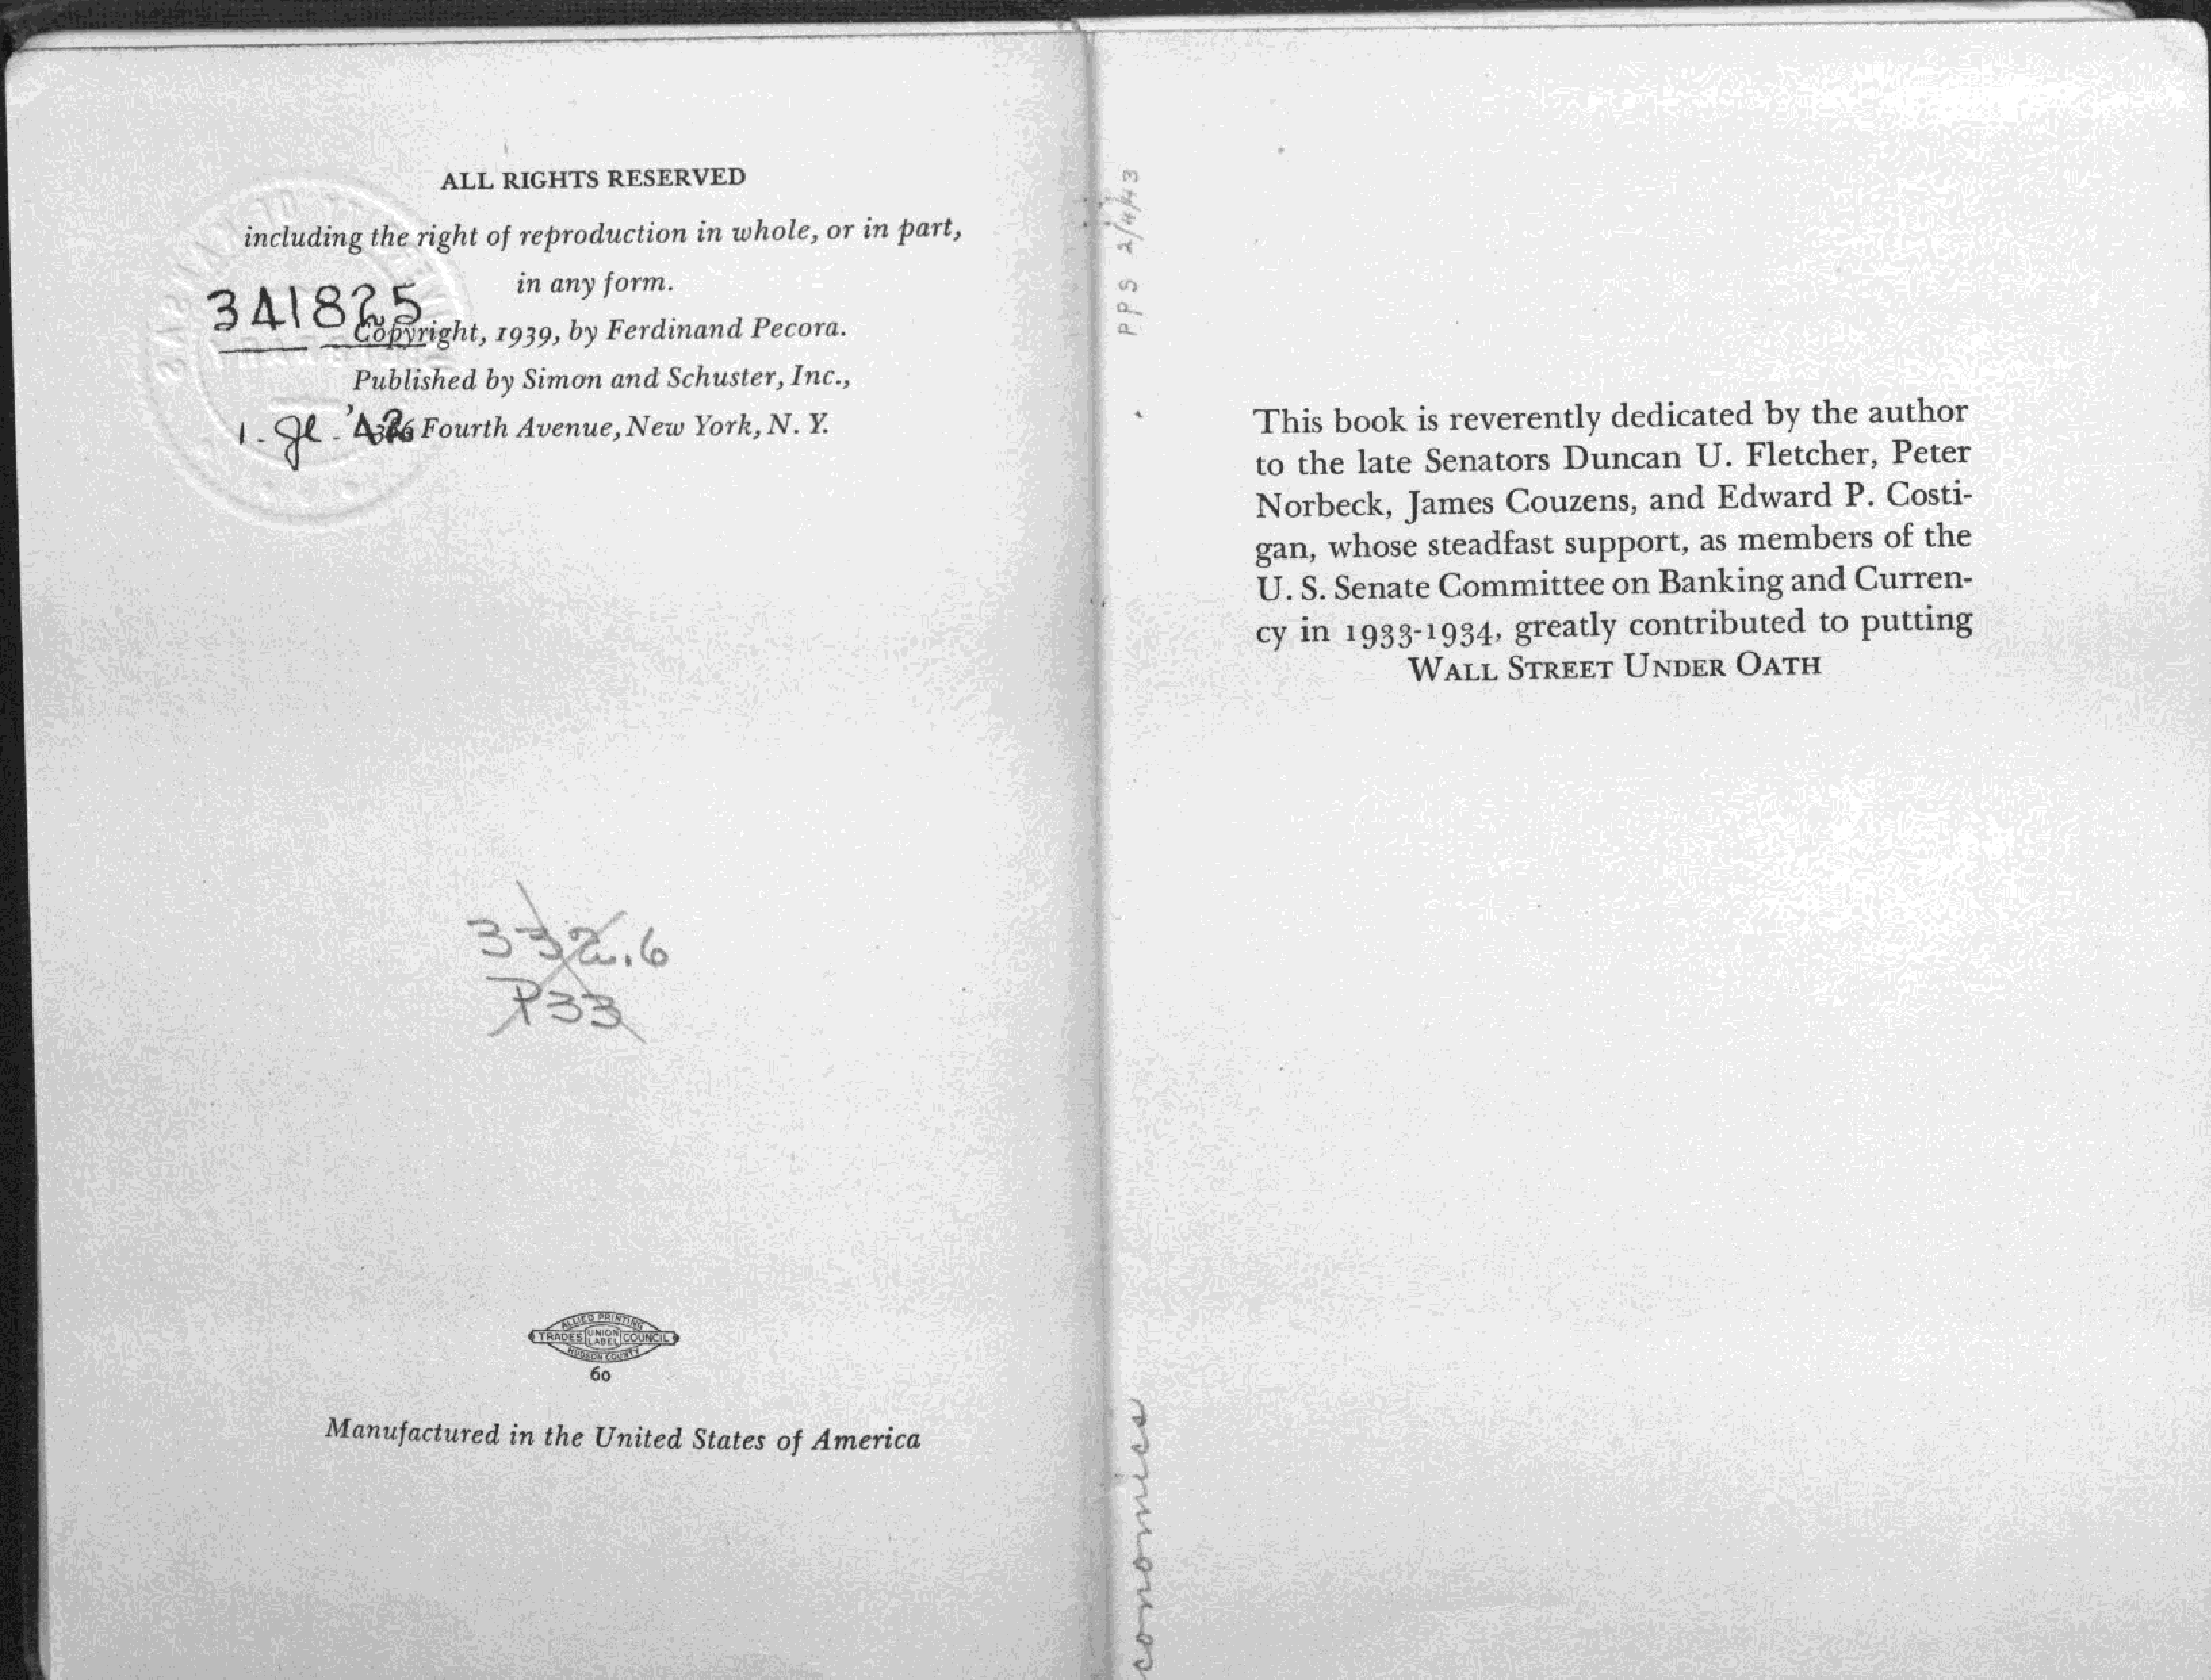 ALL RIGHTS RESERVED
including the right of reproduction in whole, or in part,
in any form.
341825
Copyright, 1939, by Ferdinand Pecora.
Published by Simon and Schuster, Inc.,
386 Fourth Avenue, New York, N. Y.
332.6
P33
ALLIED PRINTING
TRADES UNION LABEL COUNCIL
HUDSON COUNTY
60
Manufactured in the United States of America
PPS 2/4/43
This book is reverently dedicated by the author
to the late Senators Duncan U. Fletcher, Peter
Norbeck, James Couzens, and Edward P. Costi-
gan, whose steadfast support, as members of the
U. S. Senate Committee on Banking and Curren-
cy in 1933-1934, greatly contributed to putting
WALL STREET UNDER OATH
conomics